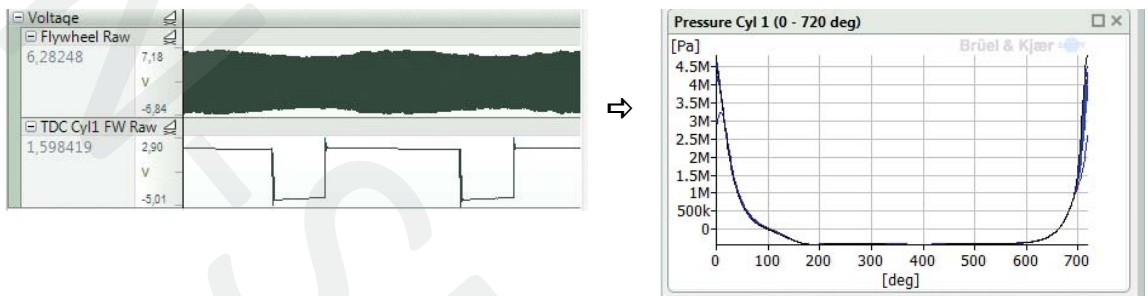 Voltage
Flywheel Raw
6,28248
7,18
V
-6,84
TDC Cyl1 FW Raw
1,598419
2,90
V
-5,01
⇨
Pressure Cyl 1 (0 - 720 deg)
[Pa]
Brüel & Kjær
4.5M
4M
3.5M
3M
2.5M
2M
1.5M
1M
500k
0
0 100 200 300 400 500 600 700
[deg]